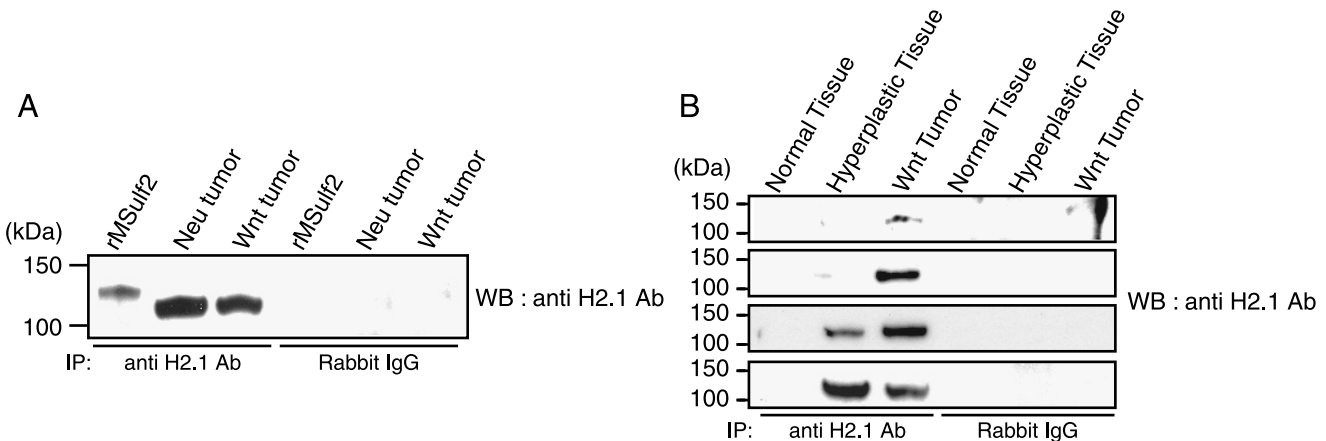 A
(kDa)
rMSulf2
Neu tumor
Wnt tumor
rMSulf2
Neu tumor
Wnt tumor
150
100
WB : anti H2.1 Ab
IP: anti H2.1 Ab Rabbit IgG
B
(kDa)
Normal Tissue
Hyperplastic Tissue
Wnt Tumor
Normal Tissue
Hyperplastic Tissue
Wnt Tumor
150
100
150
100
150
100
150
100
WB : anti H2.1 Ab
IP: anti H2.1 Ab Rabbit IgG